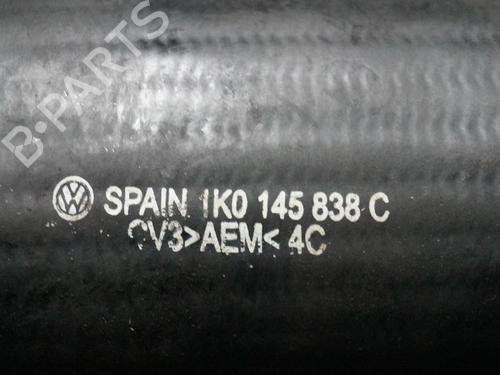 B·PARTS
SPAIN 1K0 145 838 C
CV3>AEM< 4C